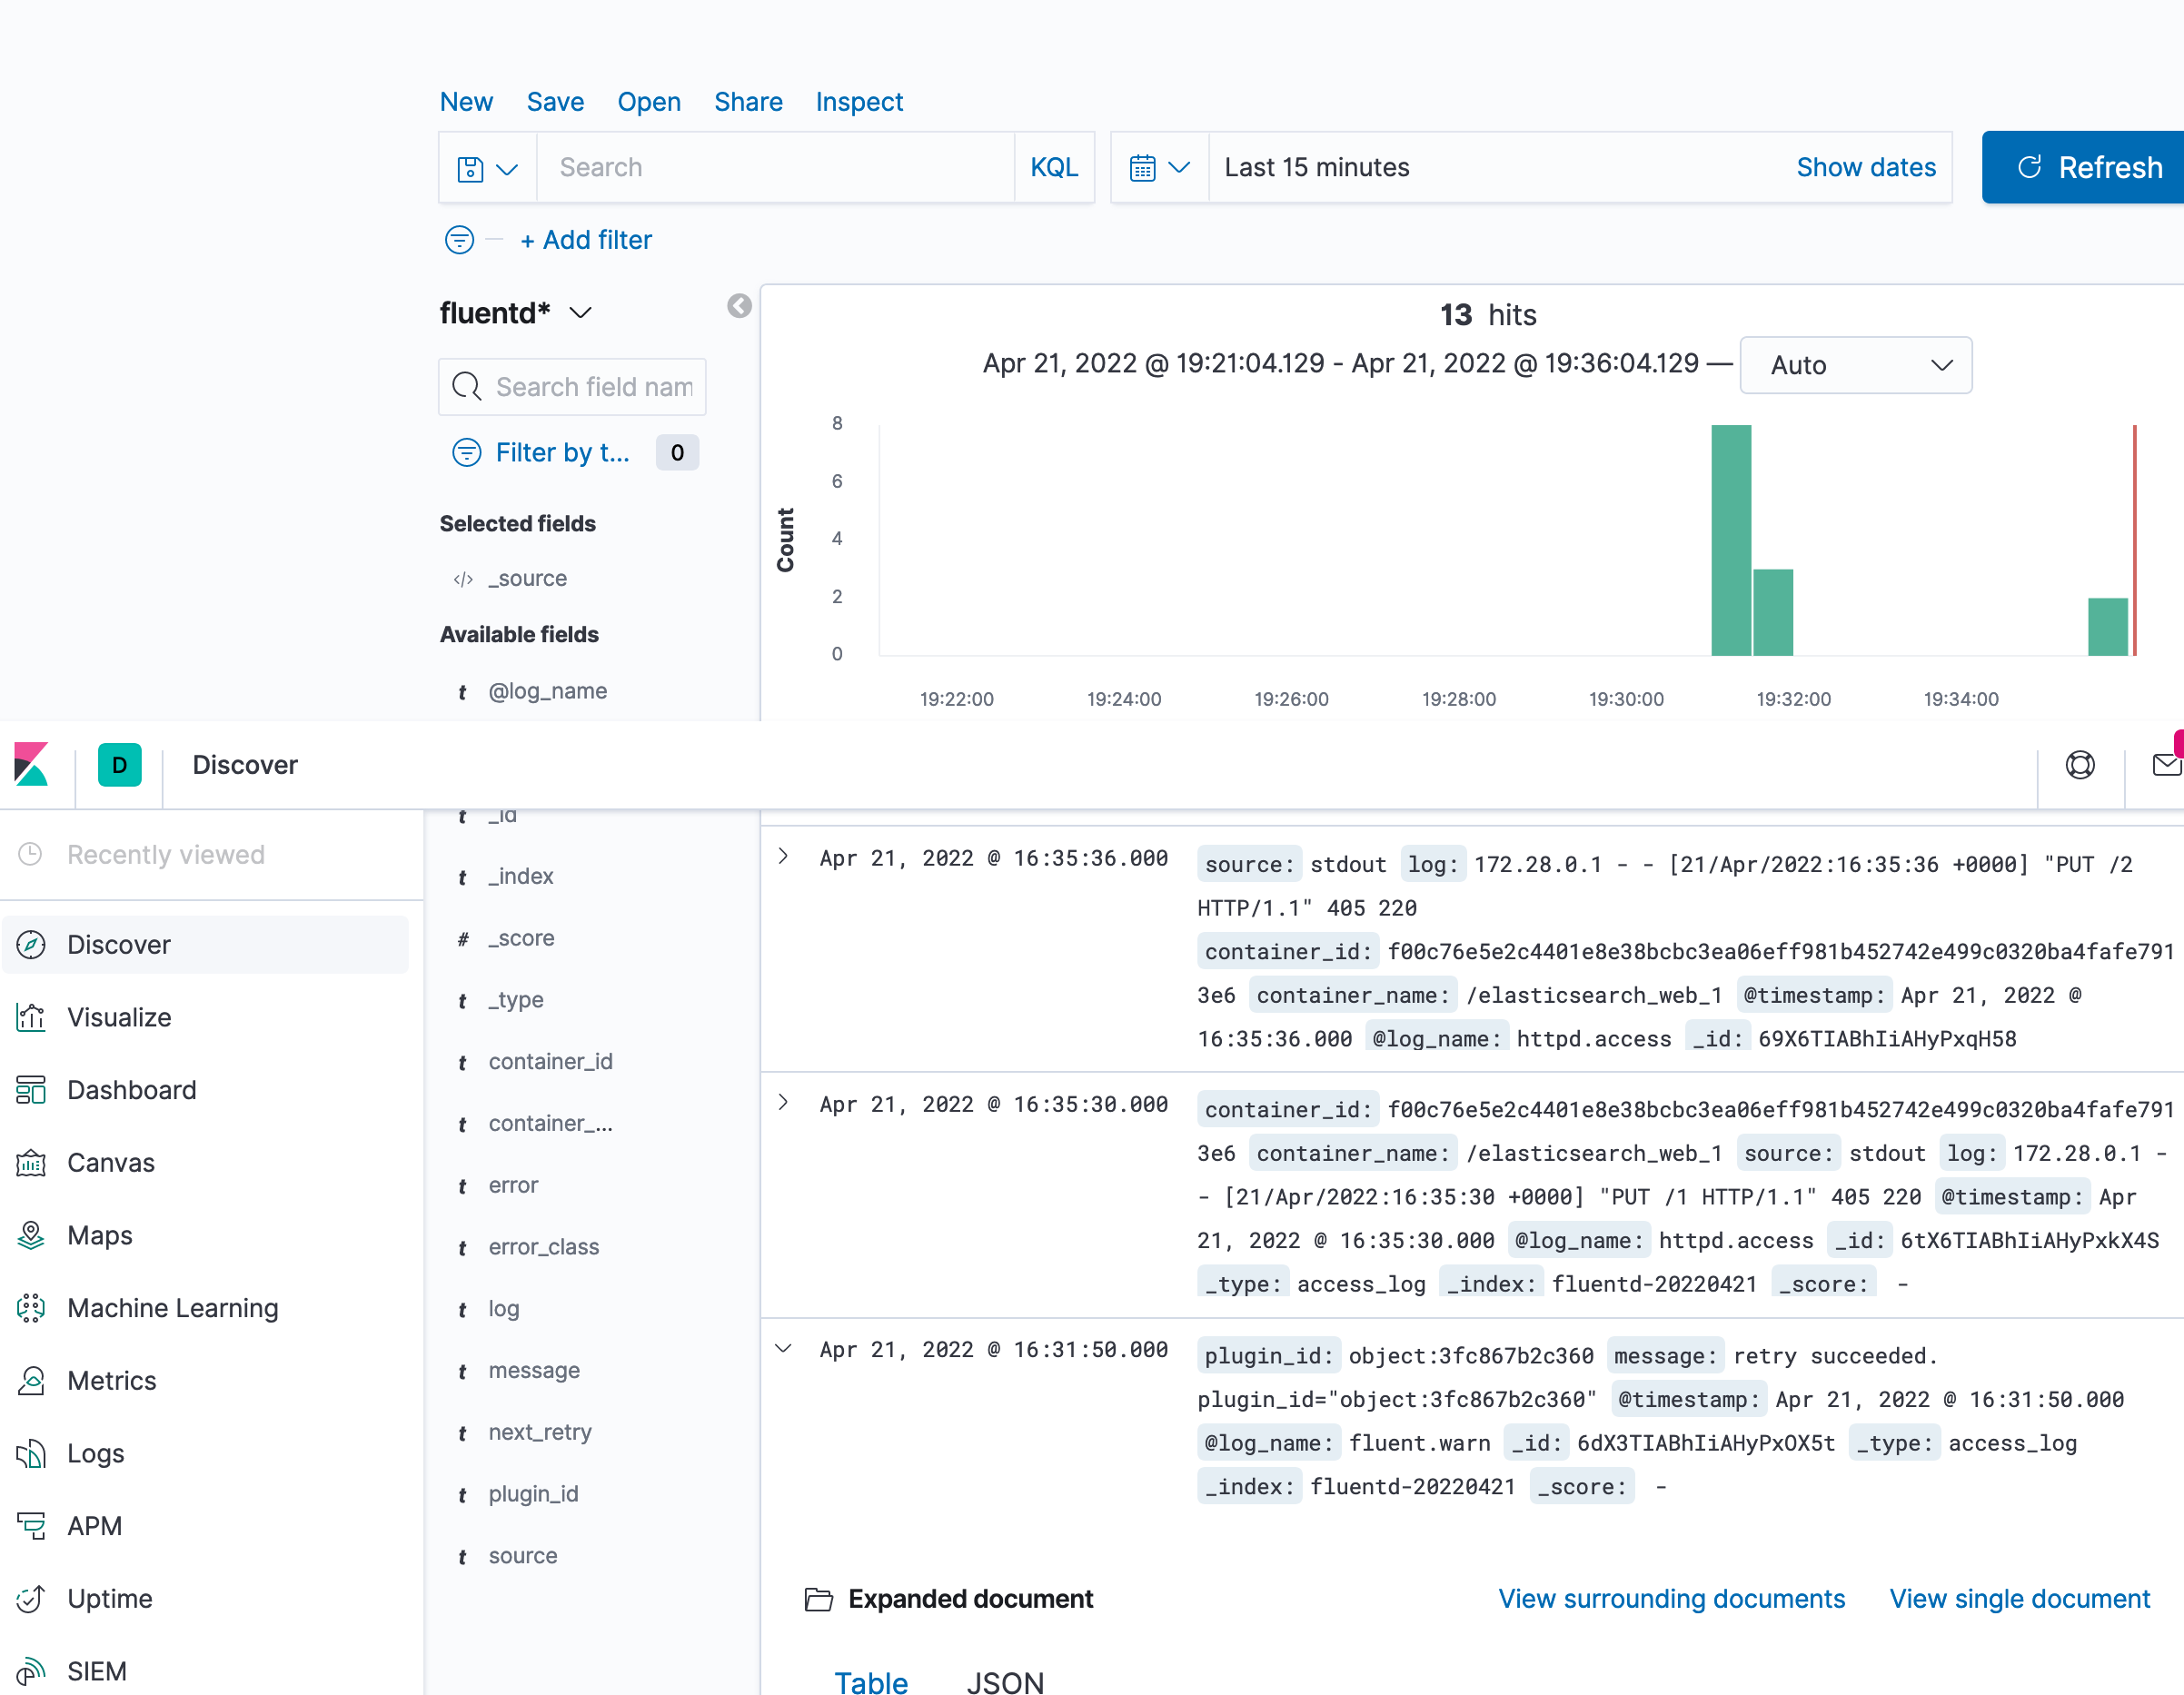 New Save Open Share Inspect
Search KQL Last 15 minutes Show dates Refresh
+ Add filter
fluentd*
13 hits
Apr 21, 2022 @ 19:21:04.129 - Apr 21, 2022 @ 19:36:04.129 — Auto
Search field nam
Filter by t... 0
Selected fields
_source
Available fields
@log_name
Count
8
6
4
2
0
19:22:00 19:24:00 19:26:00 19:28:00 19:30:00 19:32:00 19:34:00
D Discover
Recently viewed
Discover
Visualize
Dashboard
Canvas
Maps
Machine Learning
Metrics
Logs
APM
Uptime
SIEM
t _id
t _index
# _score
t _type
t container_id
t container_...
t error
t error_class
t log
t message
t next_retry
t plugin_id
t source
Apr 21, 2022 @ 16:35:36.000 source: stdout log: 172.28.0.1 - - [21/Apr/2022:16:35:36 +0000] "PUT /2
HTTP/1.1" 405 220
container_id: f00c76e5e2c4401e8e38bcbc3ea06eff981b452742e499c0320ba4fafe791
3e6 container_name: /elasticsearch_web_1 @timestamp: Apr 21, 2022 @
16:35:36.000 @log_name: httpd.access _id: 69X6TIABhIiAHyPxqH58
Apr 21, 2022 @ 16:35:30.000 container_id: f00c76e5e2c4401e8e38bcbc3ea06eff981b452742e499c0320ba4fafe791
3e6 container_name: /elasticsearch_web_1 source: stdout log: 172.28.0.1 -
- [21/Apr/2022:16:35:30 +0000] "PUT /1 HTTP/1.1" 405 220 @timestamp: Apr
21, 2022 @ 16:35:30.000 @log_name: httpd.access _id: 6tX6TIABhIiAHyPxkX4S
_type: access_log _index: fluentd-20220421 _score: -
Apr 21, 2022 @ 16:31:50.000 plugin_id: object:3fc867b2c360 message: retry succeeded.
plugin_id="object:3fc867b2c360" @timestamp: Apr 21, 2022 @ 16:31:50.000
@log_name: fluent.warn _id: 6dX3TIABhIiAHyPxOX5t _type: access_log
_index: fluentd-20220421 _score: -
Expanded document View surrounding documents View single document
Table JSON